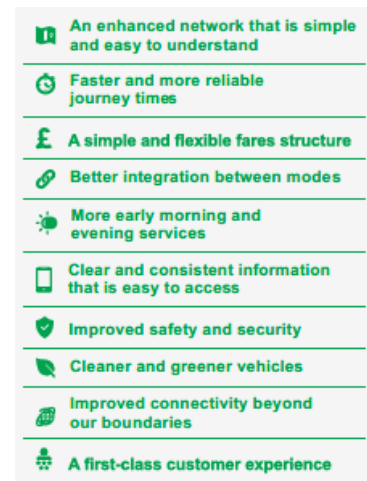 An enhanced network that is simple
and easy to understand
Faster and more reliable
journey times
£ A simple and flexible fares structure
Better integration between modes
More early morning and
evening services
Clear and consistent information
that is easy to access
Improved safety and security
Cleaner and greener vehicles
Improved connectivity beyond
our boundaries
A first-class customer experience